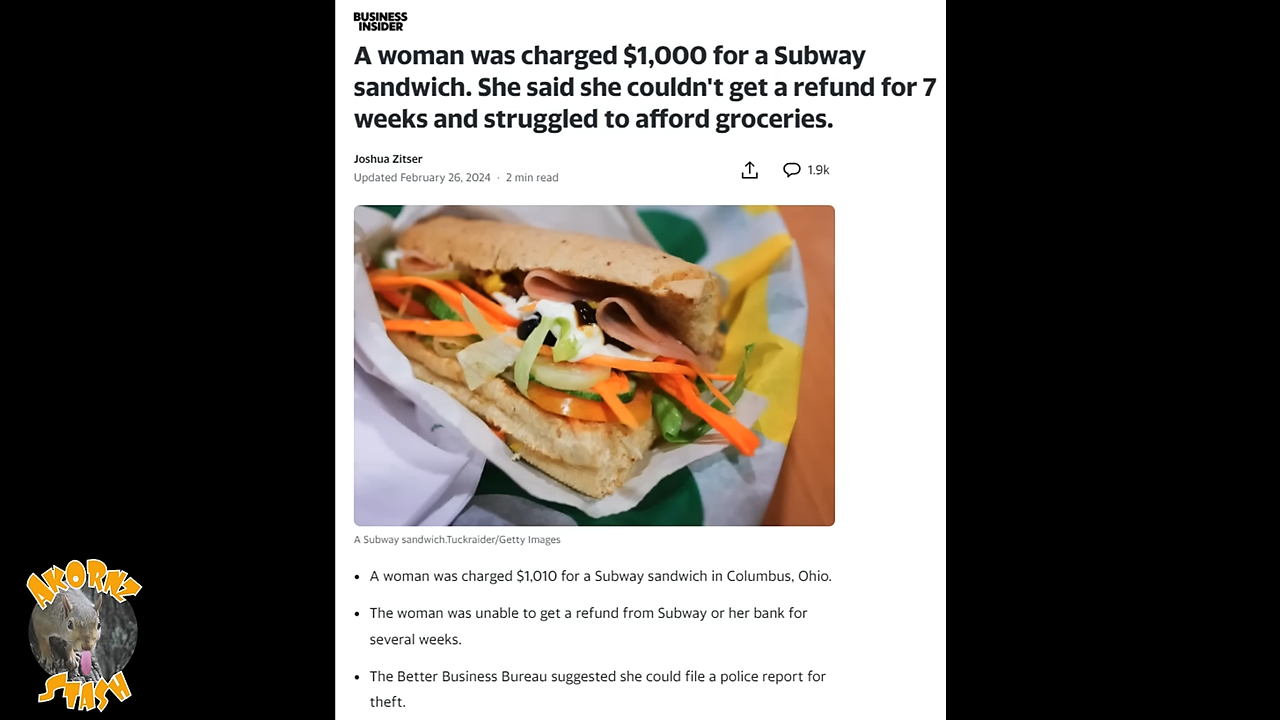 BUSINESS
INSIDER
A woman was charged $1,000 for a Subway
sandwich. She said she couldn't get a refund for 7
weeks and struggled to afford groceries.
Joshua Zitser
Updated February 26, 2024 · 2 min read
1.9k
A Subway sandwich.Tuckraider/Getty Images
• A woman was charged $1,010 for a Subway sandwich in Columbus, Ohio.
• The woman was unable to get a refund from Subway or her bank for
several weeks.
• The Better Business Bureau suggested she could file a police report for
theft.
AKORNZ
STASH